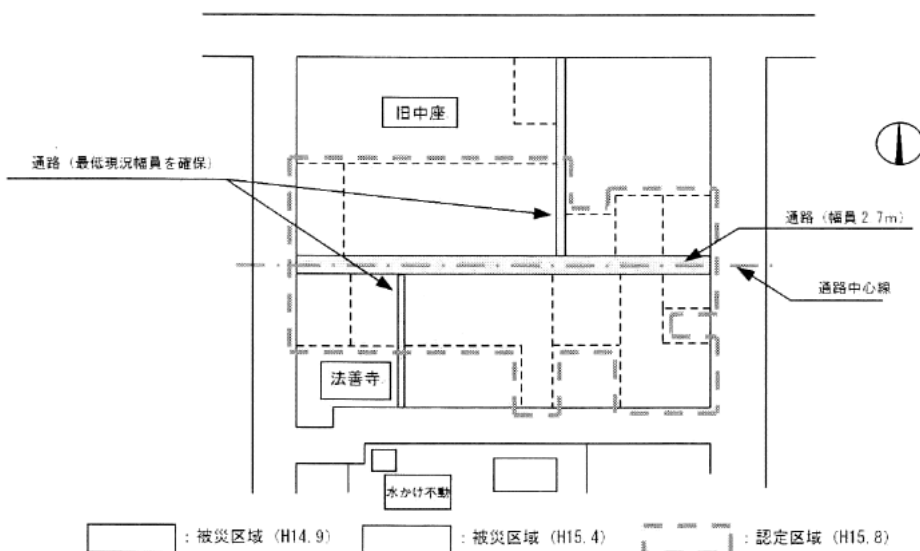 旧中座
通路（最低現況幅員を確保）
通路（幅員2.7m）
通路中心線
法善寺
水かけ不動
：被災区域（H14.9）
：被災区域（H15.4）
：認定区域（H15.8）